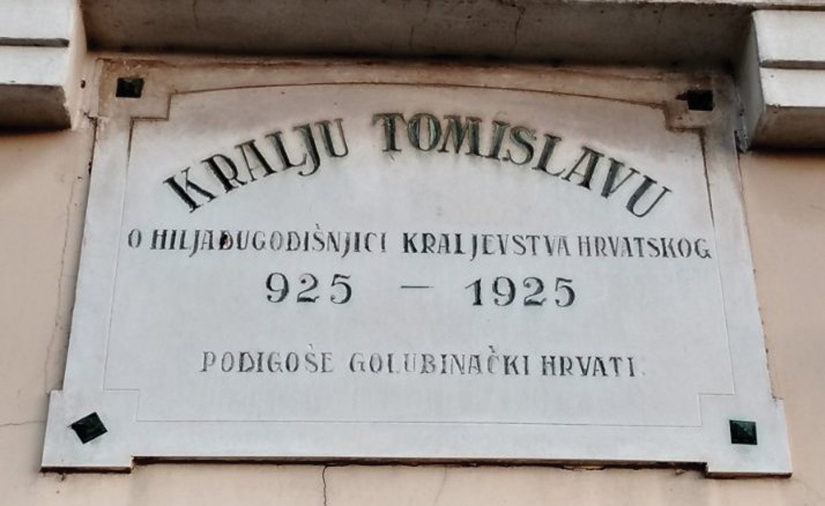 KRALJU TOMISLAVU
O HILJADUGODIŠNJICI KRALJEVSTVA HRVATSKOG
925 — 1925
PODIGOŠE GOLUBINAČKI HRVATI.